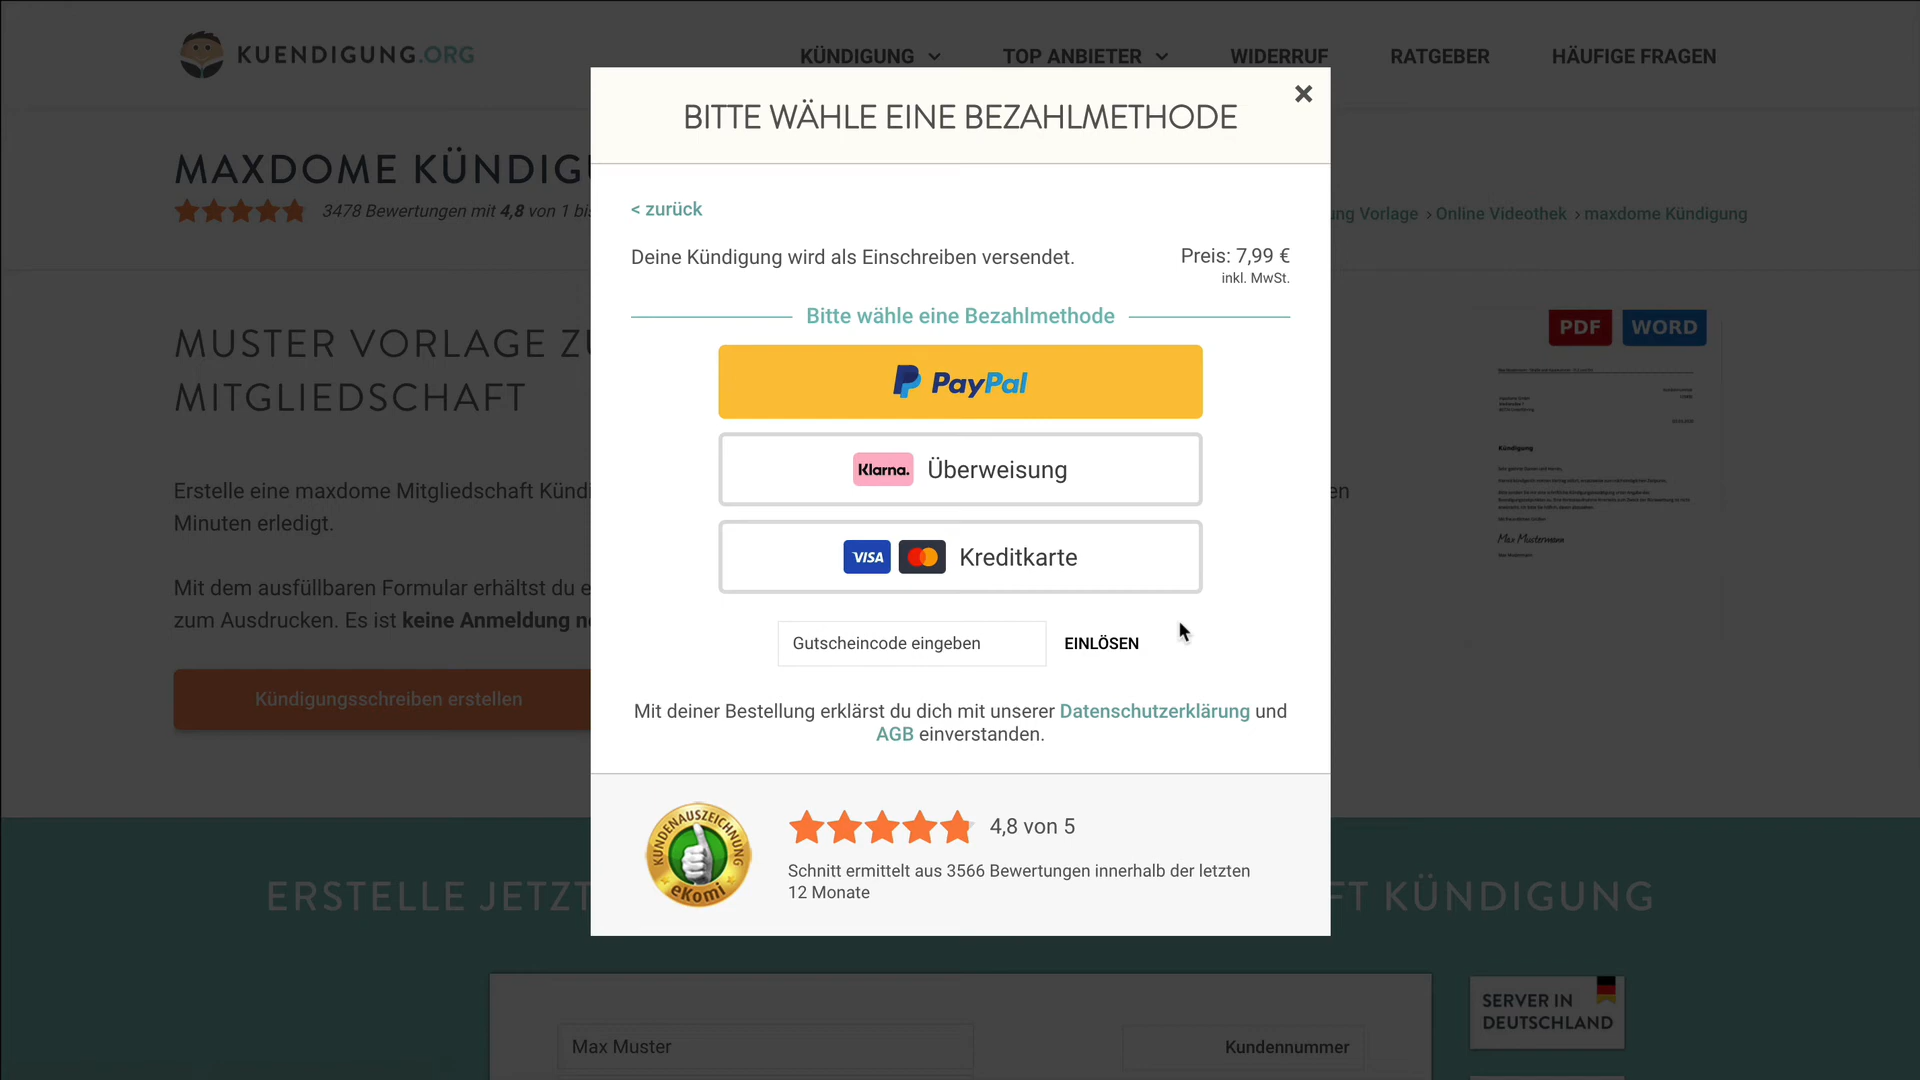 KUENDIGUNG.ORG
KÜNDIGUNG
TOP ANBIETER
WIDERRUF
RATGEBER
HÄUFIGE FRAGEN
BITTE WÄHLE EINE BEZAHLMETHODE
MAXDOME KÜNDIG
3478 Bewertungen mit 4,8 von 1 bis
Vorlage › Online Videothek › maxdome Kündigung
< zurück
Deine Kündigung wird als Einschreiben versendet.
Preis: 7,99 €
inkl. MwSt.
Bitte wähle eine Bezahlmethode
PayPal
Klarna. Überweisung
VISA Kreditkarte
Gutscheincode eingeben
EINLÖSEN
Mit deiner Bestellung erklärst du dich mit unserer Datenschutzerklärung und
AGB einverstanden.
KUNDENAUSZEICHNUNG
eKomi
4,8 von 5
Schnitt ermittelt aus 3566 Bewertungen innerhalb der letzten
12 Monate
MUSTER VORLAGE ZU
MITGLIEDSCHAFT
Erstelle eine maxdome Mitgliedschaft Kündi
en
Minuten erledigt.
Mit dem ausfüllbaren Formular erhältst du e
zum Ausdrucken. Es ist keine Anmeldung n
Kündigungsschreiben erstellen
PDF
WORD
Kündigung
Max Mustermann
ERSTELLE JETZT
FT KÜNDIGUNG
Max Muster
Kundennummer
SERVER IN
DEUTSCHLAND